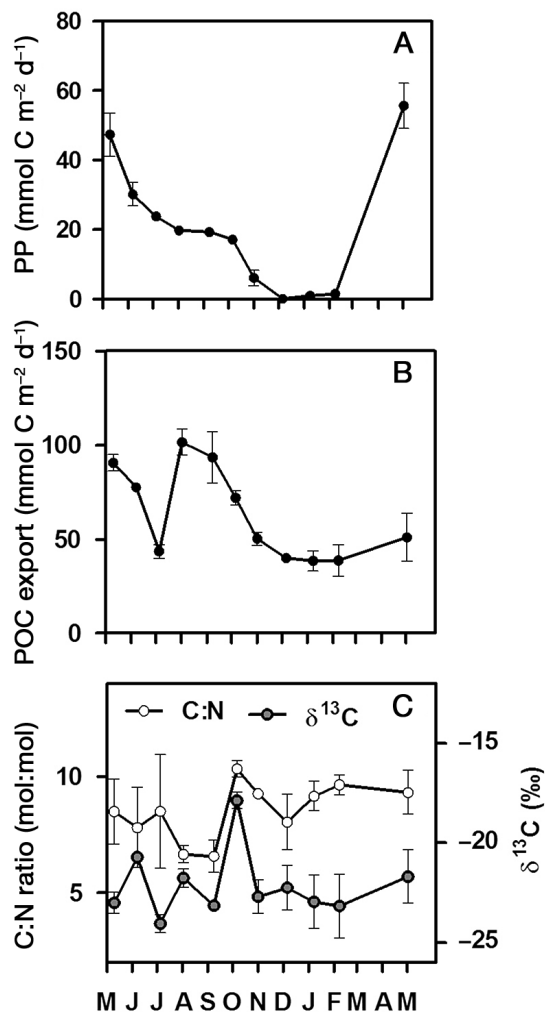 A
PP (mmol C m⁻² d⁻¹)
80
60
40
20
0
B
POC export (mmol C m⁻² d⁻¹)
150
100
50
0
C:N δ¹³C C
C:N ratio (mol:mol)
10
5
δ¹³C (‰)
–15
–20
–25
M J J A S O N D J F M A M